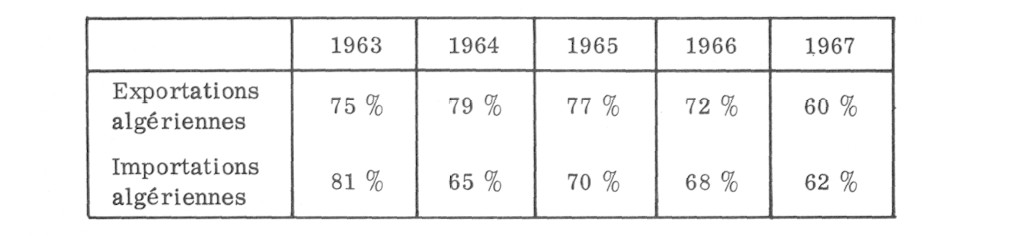 1963 1964 1965 1966 1967
Exportations
algériennes 75 % 79 % 77 % 72 % 60 %
Importations
algériennes 81 % 65 % 70 % 68 % 62 %